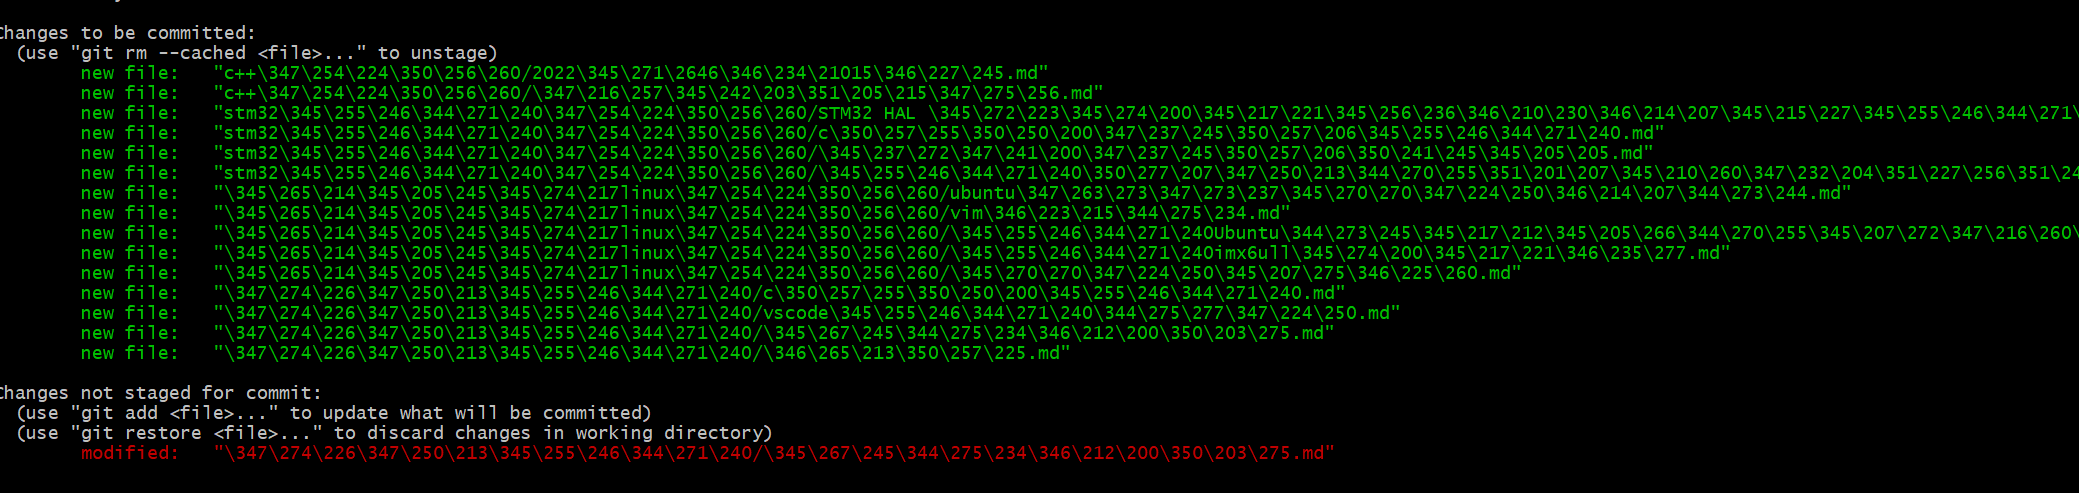 Changes to be committed:
(use "git rm --cached <file>..." to unstage)
new file: "c++\347\254\224\350\256\260/2022\345\271\2646\346\234\21015\346\227\245.md"
new file: "c++\347\254\224\350\256\260/\347\216\257\345\242\203\351\205\215\347\275\256.md"
new file: "stm32\345\255\246\344\271\240\347\254\224\350\256\260/STM32 HAL \345\272\223\345\274\200\345\217\221\345\256\236\346\210\230\346\214\207\345\215\227\345\255\246\344\271\
new file: "stm32\345\255\246\344\271\240\347\254\224\350\256\260/c\350\257\255\350\250\200\347\237\245\350\257\206\345\255\246\344\271\240.md"
new file: "stm32\345\255\246\344\271\240\347\254\224\350\256\260/\345\237\272\347\241\200\347\237\245\350\257\206\350\241\245\345\205\205.md"
new file: "stm32\345\255\246\344\271\240\347\254\224\350\256\260/\345\255\246\344\271\240\350\277\207\347\250\213\344\270\255\351\201\207\345\210\260\347\232\204\351\227\256\351\24
new file: "\345\265\214\345\205\245\345\274\217linux\347\254\224\350\256\260/ubuntu\347\263\273\347\273\237\345\270\270\347\224\250\346\214\207\344\273\244.md"
new file: "\345\265\214\345\205\245\345\274\217linux\347\254\224\350\256\260/vim\346\223\215\344\275\234.md"
new file: "\345\265\214\345\205\245\345\274\217linux\347\254\224\350\256\260/\345\255\246\344\271\240Ubuntu\344\273\245\345\217\212\345\205\266\344\270\255\345\207\272\347\216\260\
new file: "\345\265\214\345\205\245\345\274\217linux\347\254\224\350\256\260/\345\255\246\344\271\240imx6ull\345\274\200\345\217\221\346\235\277.md"
new file: "\345\265\214\345\205\245\345\274\217linux\347\254\224\350\256\260/\345\270\270\347\224\250\345\207\275\346\225\260.md"
new file: "\347\274\226\347\250\213\345\255\246\344\271\240/c\350\257\255\350\250\200\345\255\246\344\271\240.md"
new file: "\347\274\226\347\250\213\345\255\246\344\271\240/vscode\345\255\246\344\271\240\344\275\277\347\224\250.md"
new file: "\347\274\226\347\250\213\345\255\246\344\271\240/\345\267\245\344\275\234\346\212\200\350\203\275.md"
new file: "\347\274\226\347\250\213\345\255\246\344\271\240/\346\265\213\350\257\225.md"
Changes not staged for commit:
(use "git add <file>..." to update what will be committed)
(use "git restore <file>..." to discard changes in working directory)
modified: "\347\274\226\347\250\213\345\255\246\344\271\240/\345\267\245\344\275\234\346\212\200\350\203\275.md"